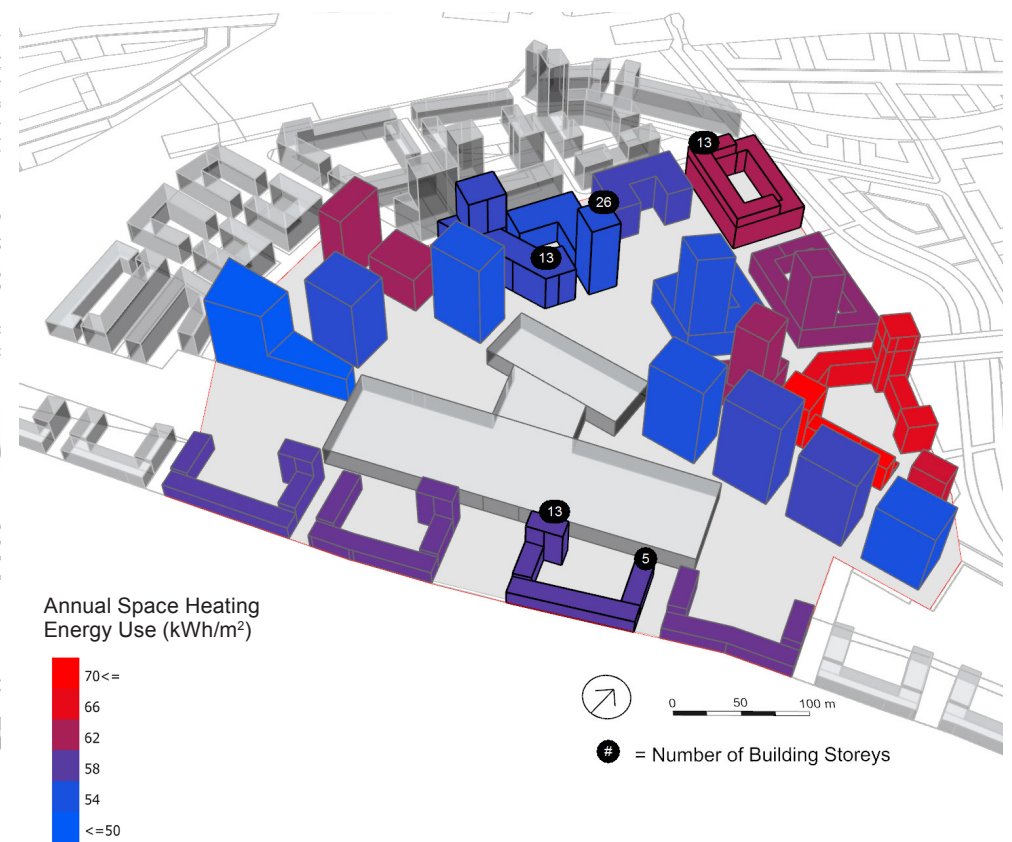 13
26
13
13
5
Annual Space Heating
Energy Use (kWh/m²)
70<=
66
62
58
54
<=50
0 50 100 m
# = Number of Building Storeys